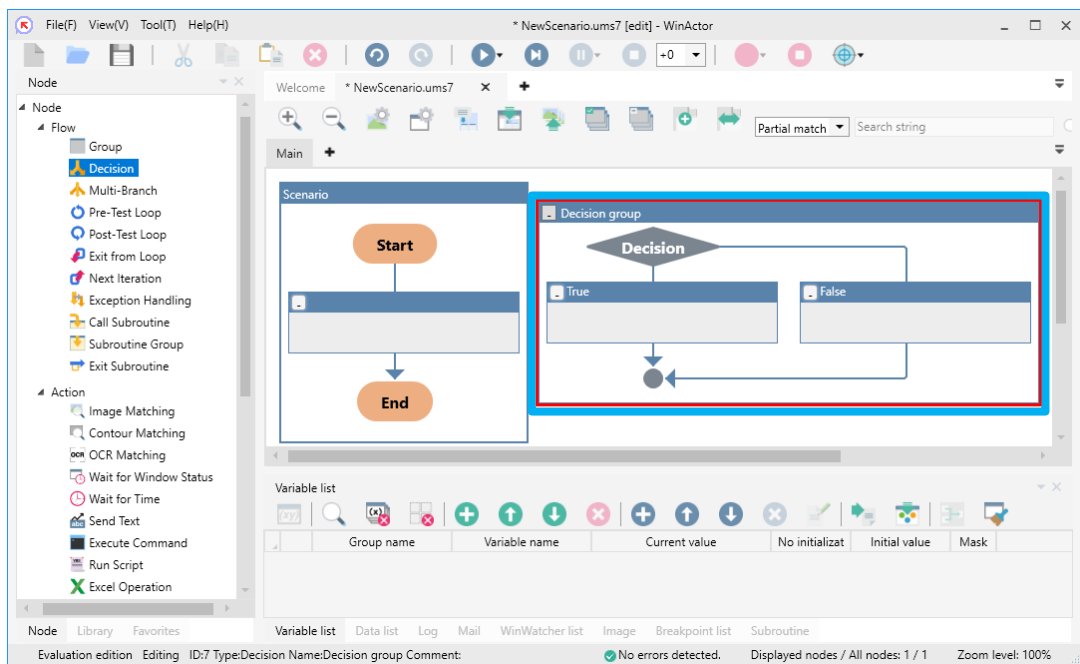 File(F) View(V) Tool(T) Help(H)
* NewScenario.ums7 [edit] - WinActor
+0
Node
Welcome
* NewScenario.ums7
Node
Flow
Group
Decision
Multi-Branch
Pre-Test Loop
Post-Test Loop
Exit from Loop
Next Iteration
Exception Handling
Call Subroutine
Subroutine Group
Exit Subroutine
Action
Image Matching
Contour Matching
OCR OCR Matching
Wait for Window Status
Wait for Time
Send Text
Execute Command
Run Script
Excel Operation
Node Library Favorites
Partial match
Search string
Main
Scenario
Start
End
Decision group
Decision
True
False
Variable list
Group name Variable name Current value No initializat Initial value Mask
Variable list Data list Log Mail WinWatcher list Image Breakpoint list Subroutine
Evaluation edition Editing ID:7 Type:Decision Name:Decision group Comment: No errors detected. Displayed nodes / All nodes: 1 / 1 Zoom level: 100%